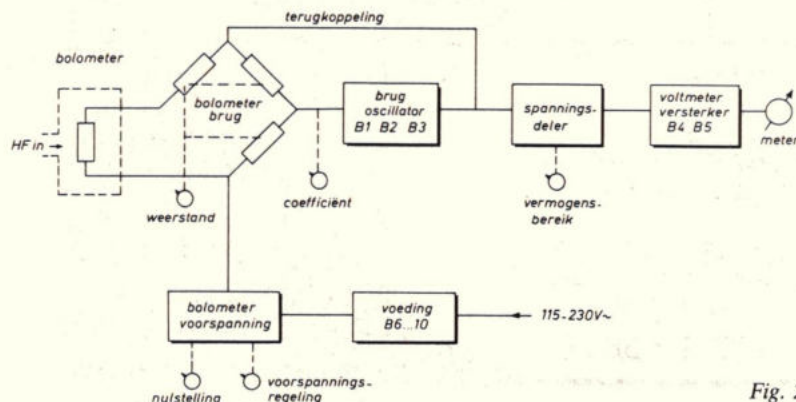 terugkoppeling
bolometer
bolometer
brug
HF in
weerstand
coefficiënt
brug
oscillator
B1 B2 B3
spannings-
deler
vermogens-
bereik
voltmeter
versterker
B4 B5
meter
bolometer
voorspanning
voeding
B6...10
115-230V~
nulstelling
voorspannings-
regeling
Fig.